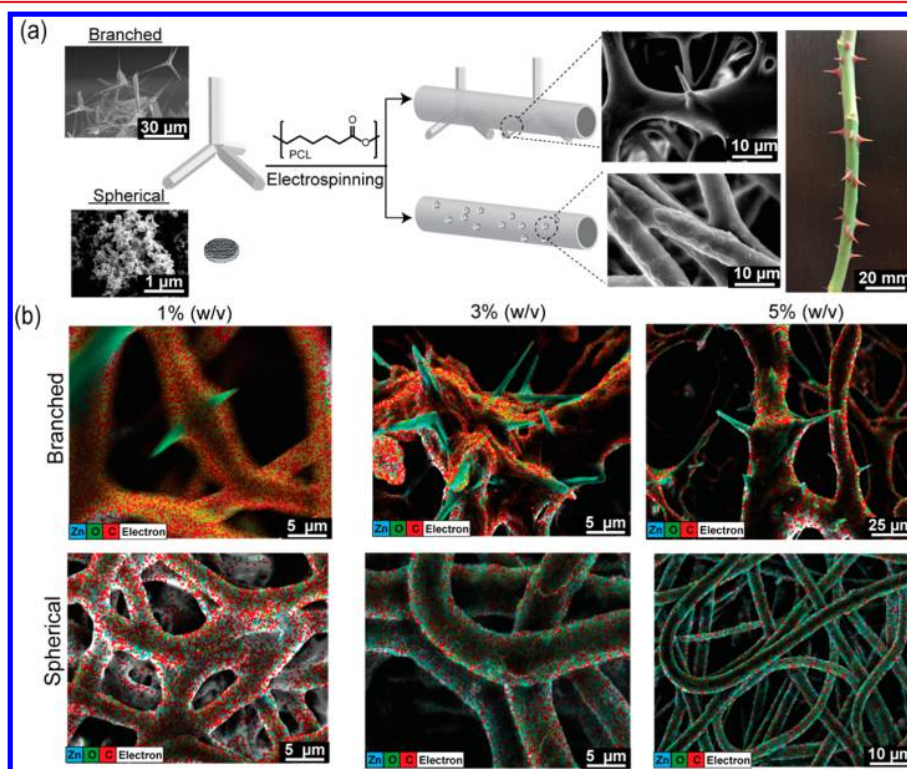 (a)
Branched
30 µm
Spherical
1 µm
O
O
PCL
Electrospinning
10 µm
10 µm
20 mm
(b)
1% (w/v)
3% (w/v)
5% (w/v)
Branched
Zn O C Electron
5 µm
Zn O C Electron
5 µm
Zn O C Electron
25 µm
Spherical
Zn O C Electron
5 µm
Zn O C Electron
5 µm
Zn O C Electron
10 µm